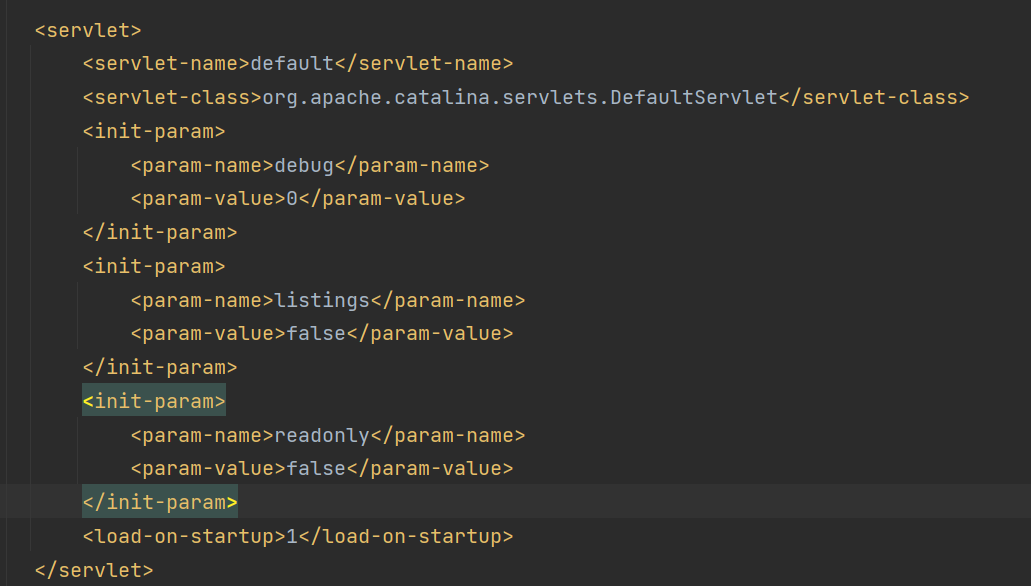 <servlet>
    <servlet-name>default</servlet-name>
    <servlet-class>org.apache.catalina.servlets.DefaultServlet</servlet-class>
    <init-param>
        <param-name>debug</param-name>
        <param-value>0</param-value>
    </init-param>
    <init-param>
        <param-name>listings</param-name>
        <param-value>false</param-value>
    </init-param>
    <init-param>
        <param-name>readonly</param-name>
        <param-value>false</param-value>
    </init-param>
    <load-on-startup>1</load-on-startup>
</servlet>